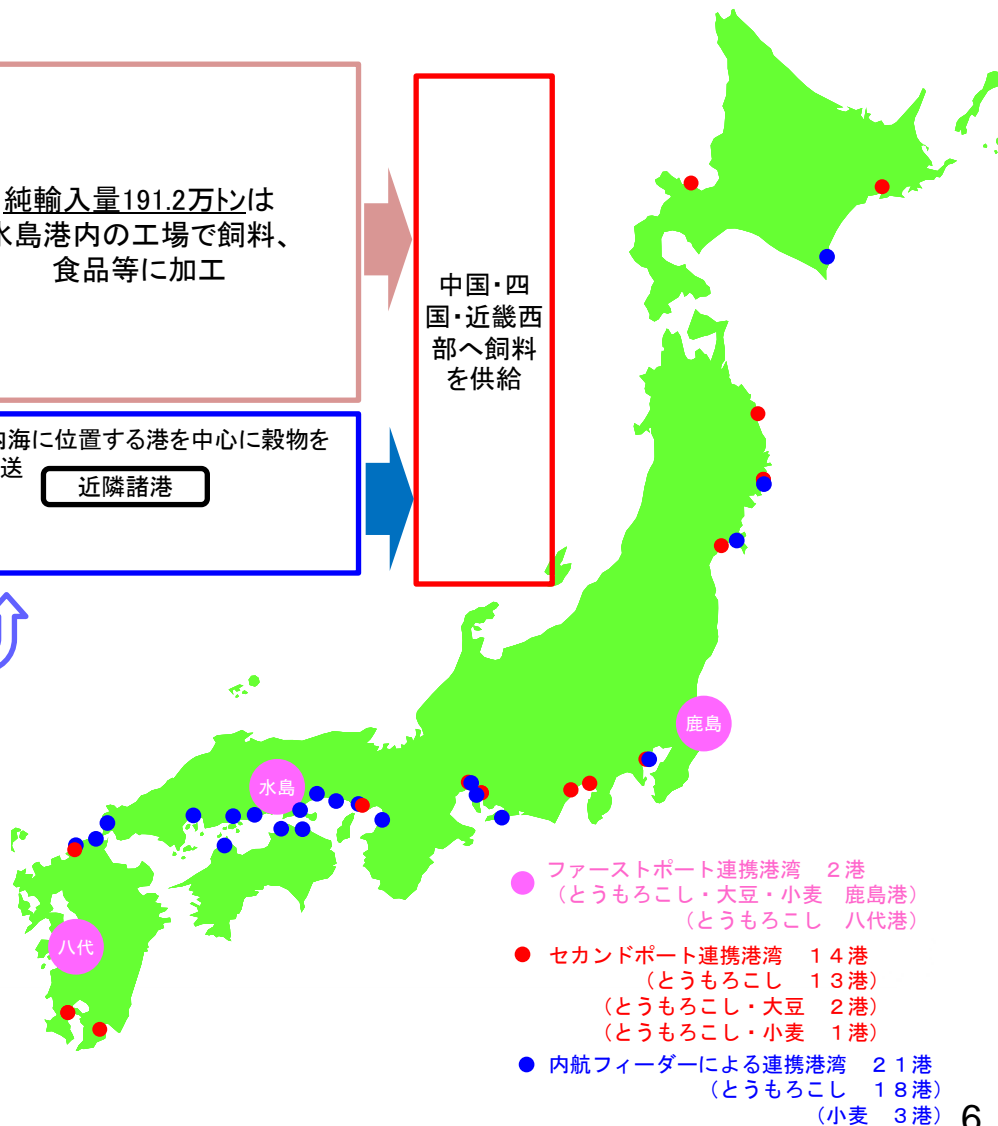 純輸入量191.2万トンは
水島港内の工場で飼料、
食品等に加工
中国・四
国・近畿西
部へ飼料
を供給
内海に位置する港を中心に穀物を
送
近隣諸港
鹿島
水島
八代
ファーストポート連携港湾 2港
(とうもろこし・大豆・小麦 鹿島港)
(とうもろこし 八代港)
セカンドポート連携港湾 14港
(とうもろこし 13港)
(とうもろこし・大豆 2港)
(とうもろこし・小麦 1港)
内航フィーダーによる連携港湾 21港
(とうもろこし 18港)
(小麦 3港)
6